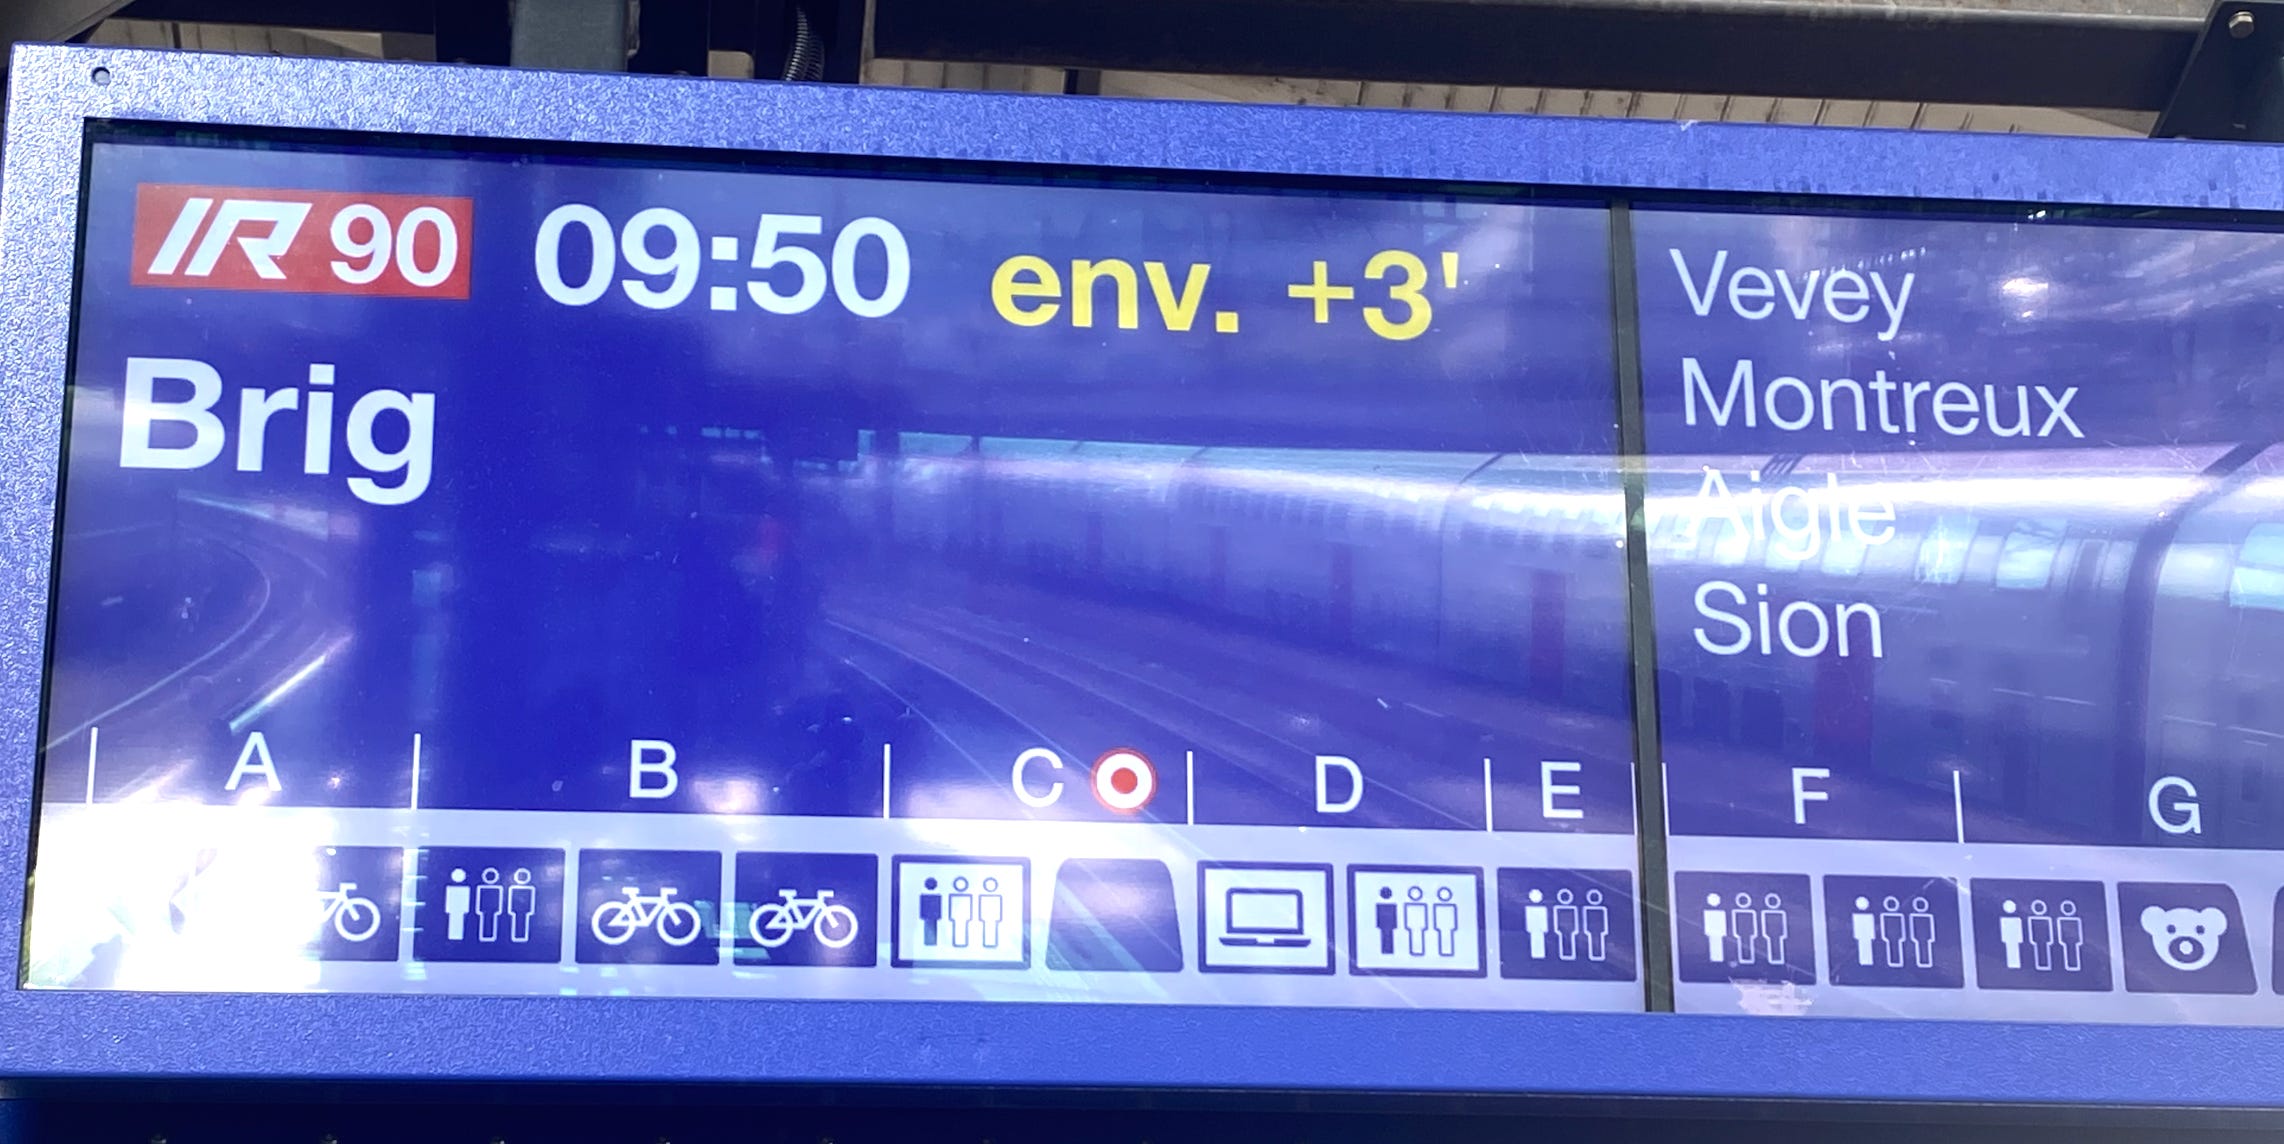 IR 90 09:50 env. +3'
Brig
Vevey
Montreux
Aigle
Sion
A B C D E F G